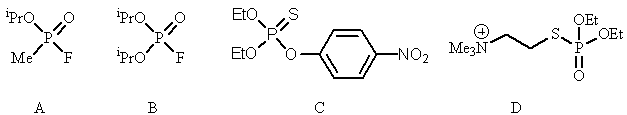 ⁱPrO O
P
Me F
A
ⁱPrO O
P
ⁱPrO F
B
EtO S
P
EtO O
NO₂
C
Me₃N ⊕
S P
OEt
OEt
O
D